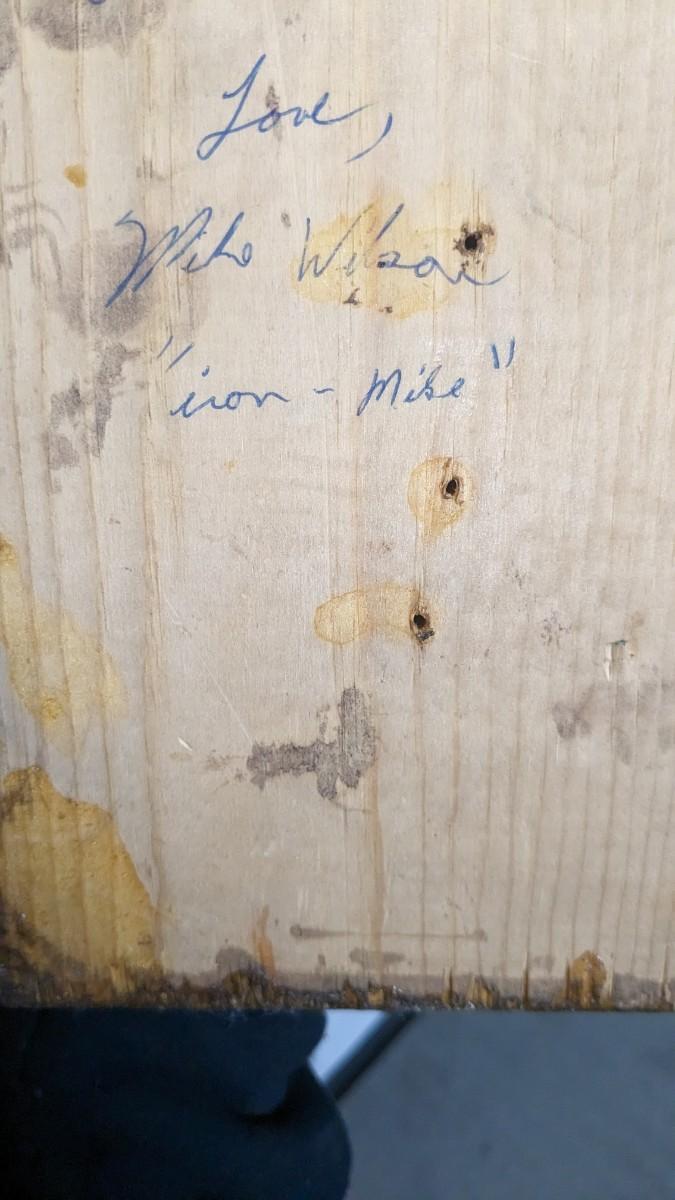 Love,
Mike Wilson
"iron - Mike"